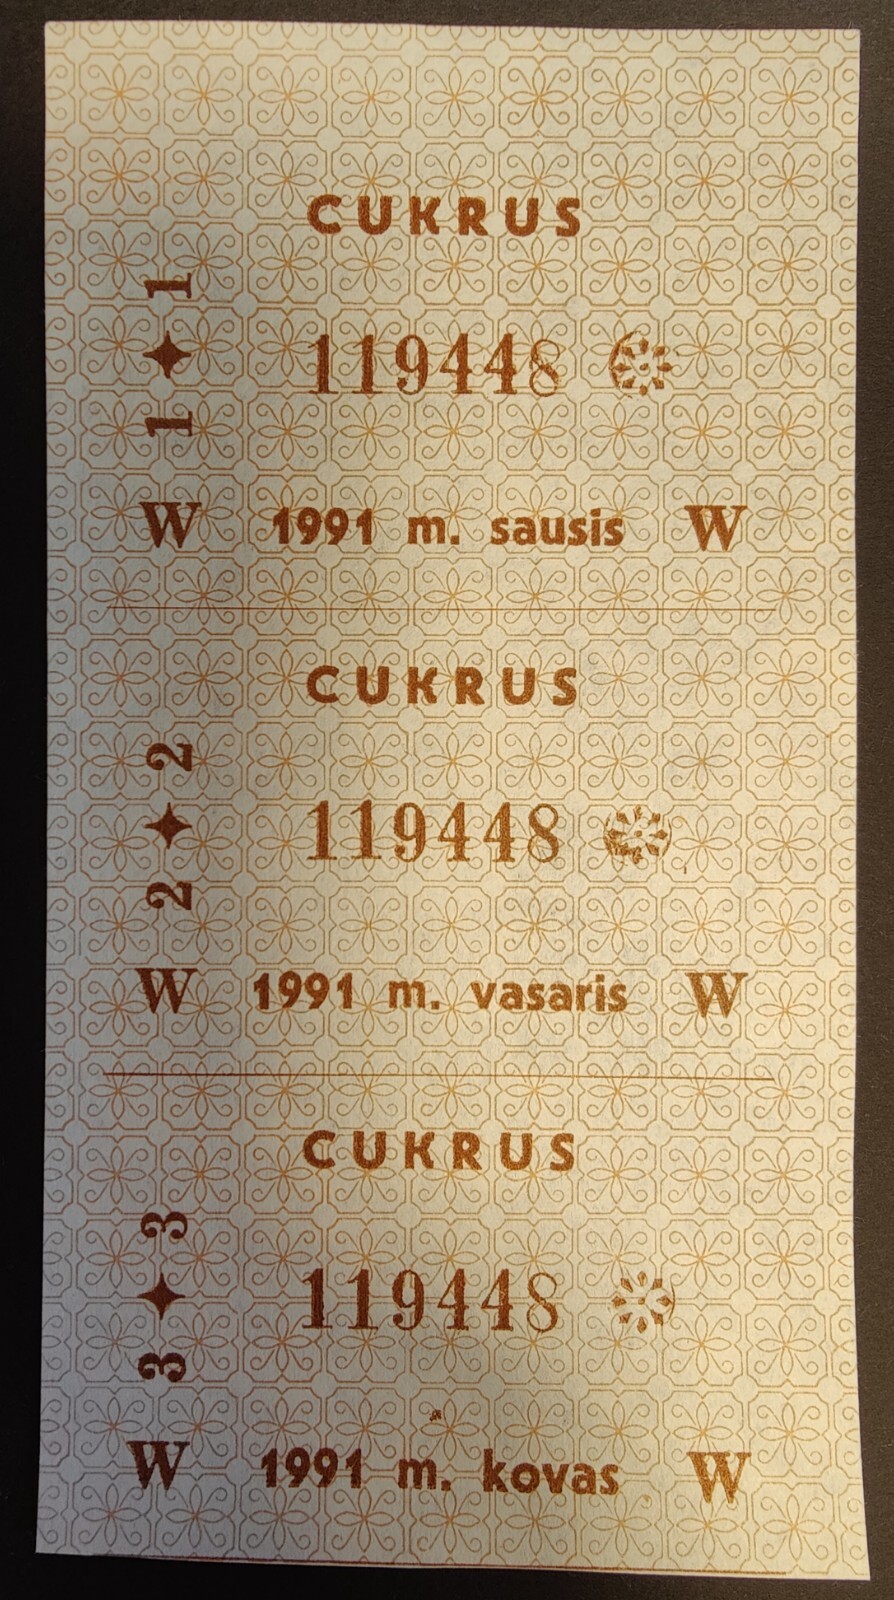 CUKRUS
1 ✦ 1
119448
W 1991 m. sausis W
CUKRUS
2 ✦ 2
119448
W 1991 m. vasaris W
CUKRUS
3 ✦ 3
119448
W 1991 m. kovas W